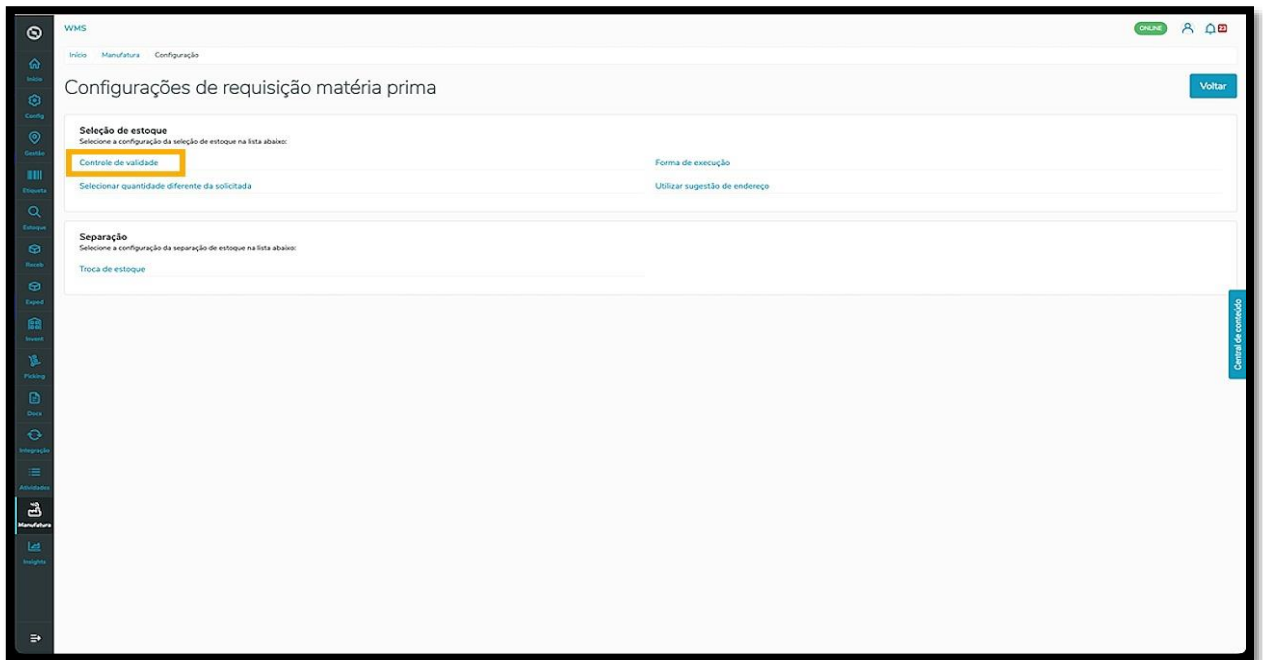 WMS
ONLINE
23
Início Manufatura Configuração
Configurações de requisição matéria prima
Voltar
Seleção de estoque
Selecione a configuração da seleção de estoque na lista abaixo:
Controle de validade
Forma de execução
Selecionar quantidade diferente da solicitada
Utilizar sugestão de endereço
Separação
Selecione a configuração da separação de estoque na lista abaixo:
Troca de estoque
Central de conteúdo
Início
Config
Gestão
Etiqueta
Estoque
Receb
Exped
Invent
Picking
Docs
Integração
Atividades
Manufatura
Insights